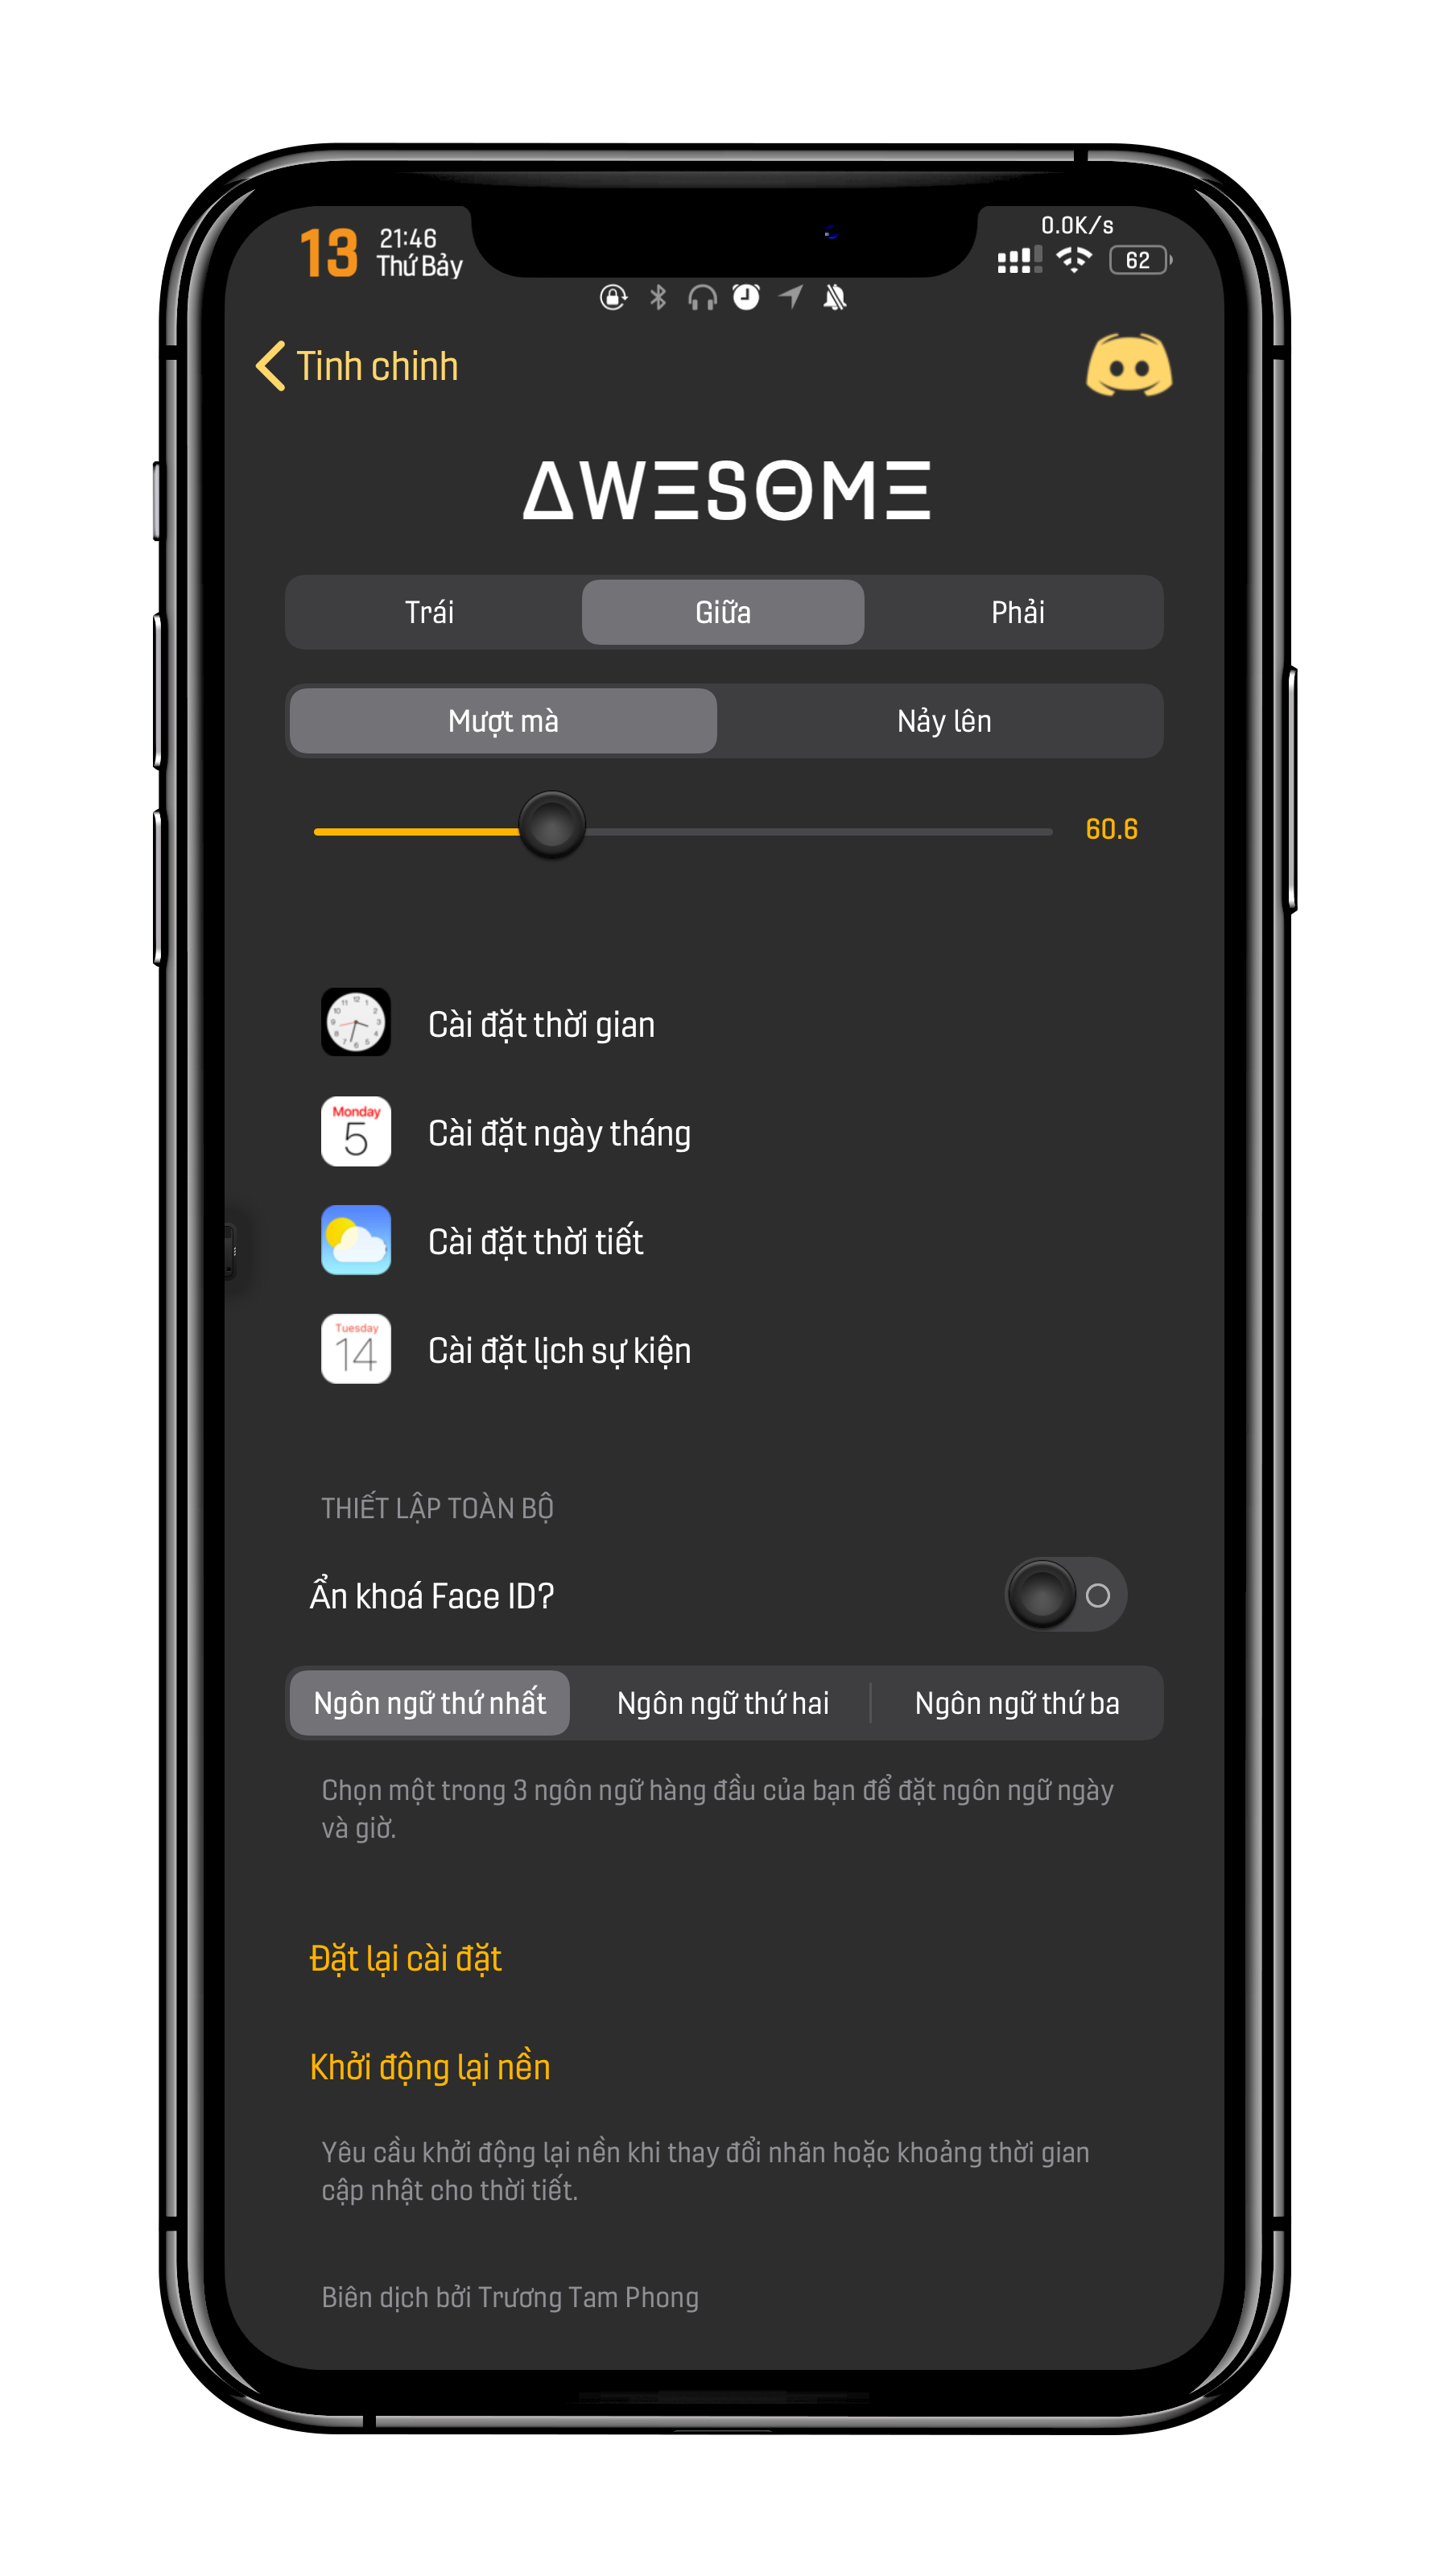 13 21:46
Thứ Bảy
0.0K/s
62
Tinh chinh
AWESOME
Trái Giữa Phải
Mượt mà Nảy lên
60.6
Cài đặt thời gian
Monday
5
Cài đặt ngày tháng
Cài đặt thời tiết
Tuesday
14
Cài đặt lịch sự kiện
THIẾT LẬP TOÀN BỘ
Ẩn khoá Face ID?
Ngôn ngữ thứ nhất Ngôn ngữ thứ hai Ngôn ngữ thứ ba
Chọn một trong 3 ngôn ngữ hàng đầu của bạn để đặt ngôn ngữ ngày
và giờ.
Đặt lại cài đặt
Khởi động lại nền
Yêu cầu khởi động lại nền khi thay đổi nhãn hoặc khoảng thời gian
cập nhật cho thời tiết.
Biên dịch bởi Trương Tam Phong